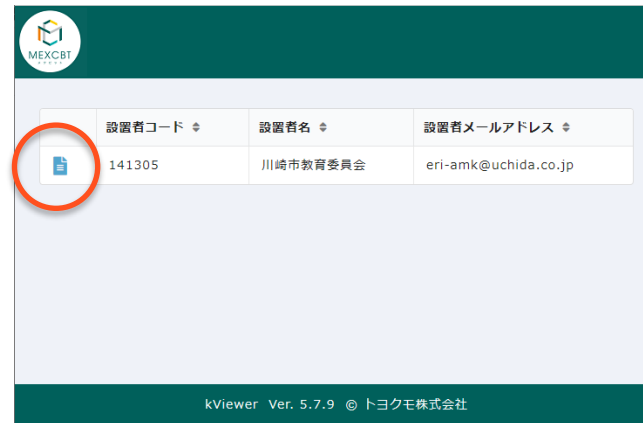 MEXCBT
設置者コード 設置者名 設置者メールアドレス
141305 川崎市教育委員会 eri-amk@uchida.co.jp
kViewer Ver. 5.7.9 © トヨクモ株式会社